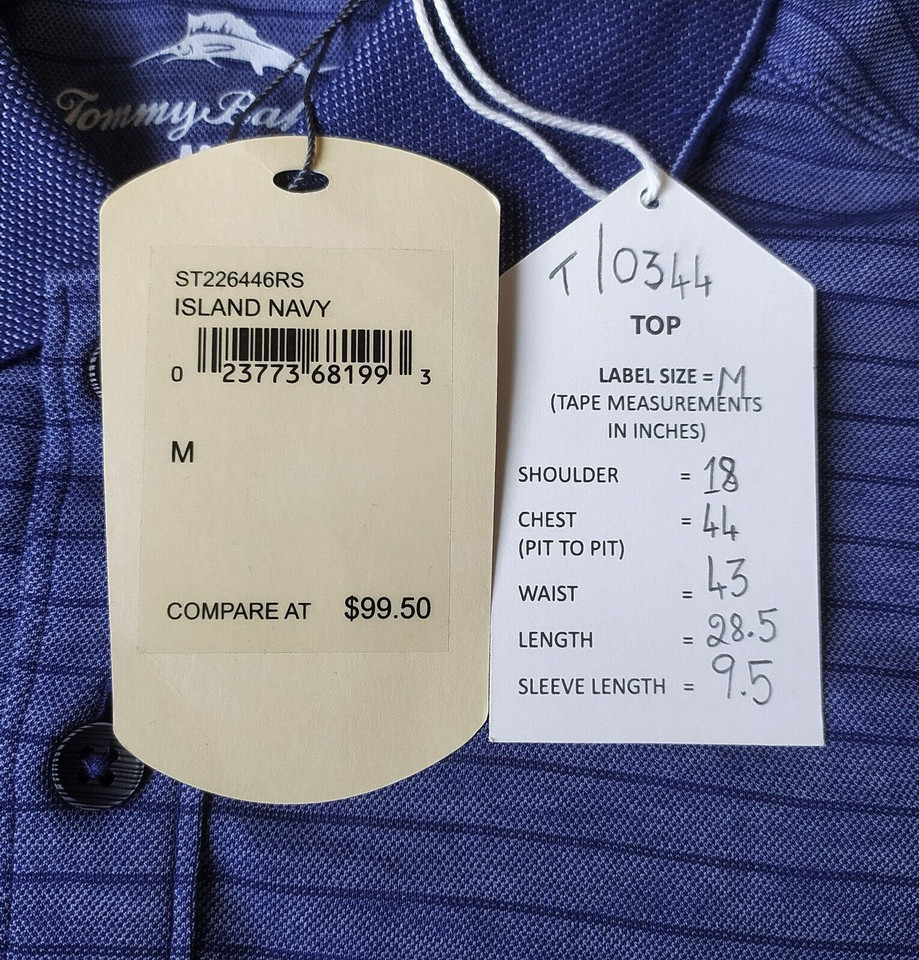 Tommy
ST226446RS
ISLAND NAVY
0 23773 68199 3
M
COMPARE AT $99.50
T/0344
TOP
LABEL SIZE = M
(TAPE MEASUREMENTS
IN INCHES)
SHOULDER = 18
CHEST = 44
(PIT TO PIT)
WAIST = 43
LENGTH = 28.5
SLEEVE LENGTH = 9.5